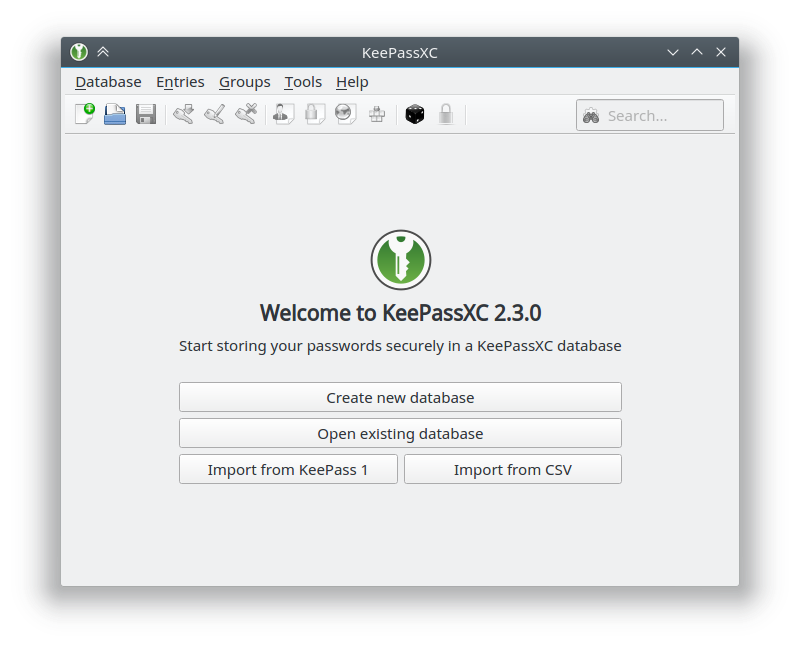 KeePassXC
Database Entries Groups Tools Help
Search...
Welcome to KeePassXC 2.3.0
Start storing your passwords securely in a KeePassXC database
Create new database
Open existing database
Import from KeePass 1 Import from CSV